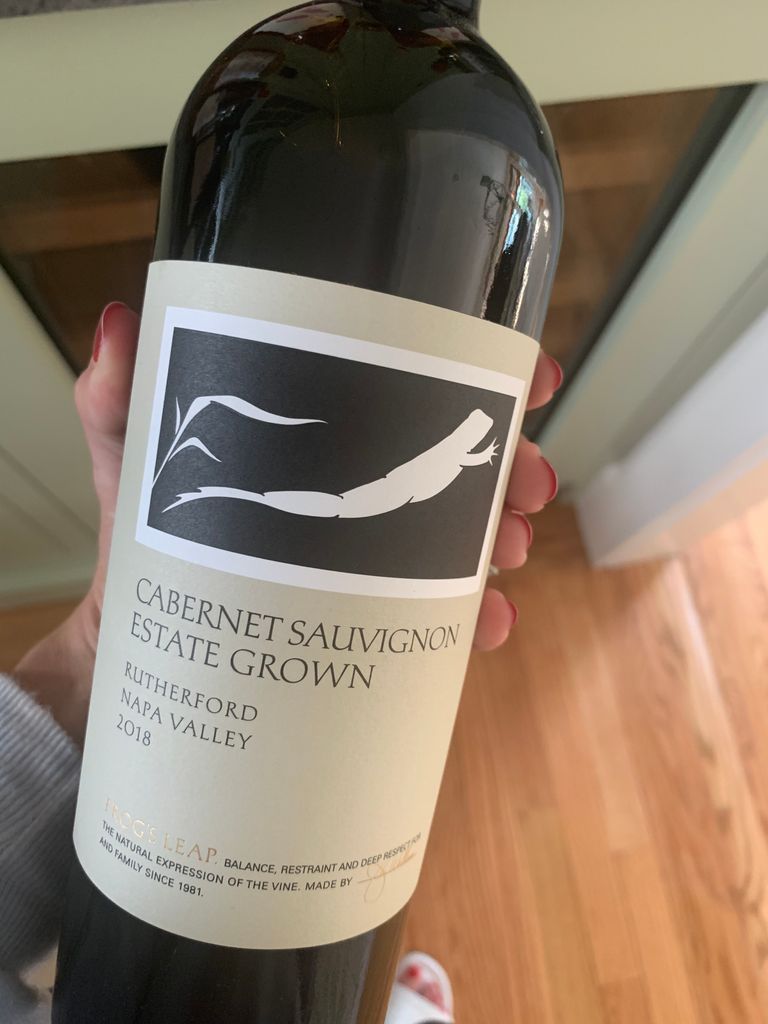 CABERNET SAUVIGNON
ESTATE GROWN
RUTHERFORD
NAPA VALLEY
2018
FROG'S LEAP. BALANCE, RESTRAINT AND DEEP RESPECT FOR
THE NATURAL EXPRESSION OF THE VINE. MADE BY
AND FAMILY SINCE 1981.